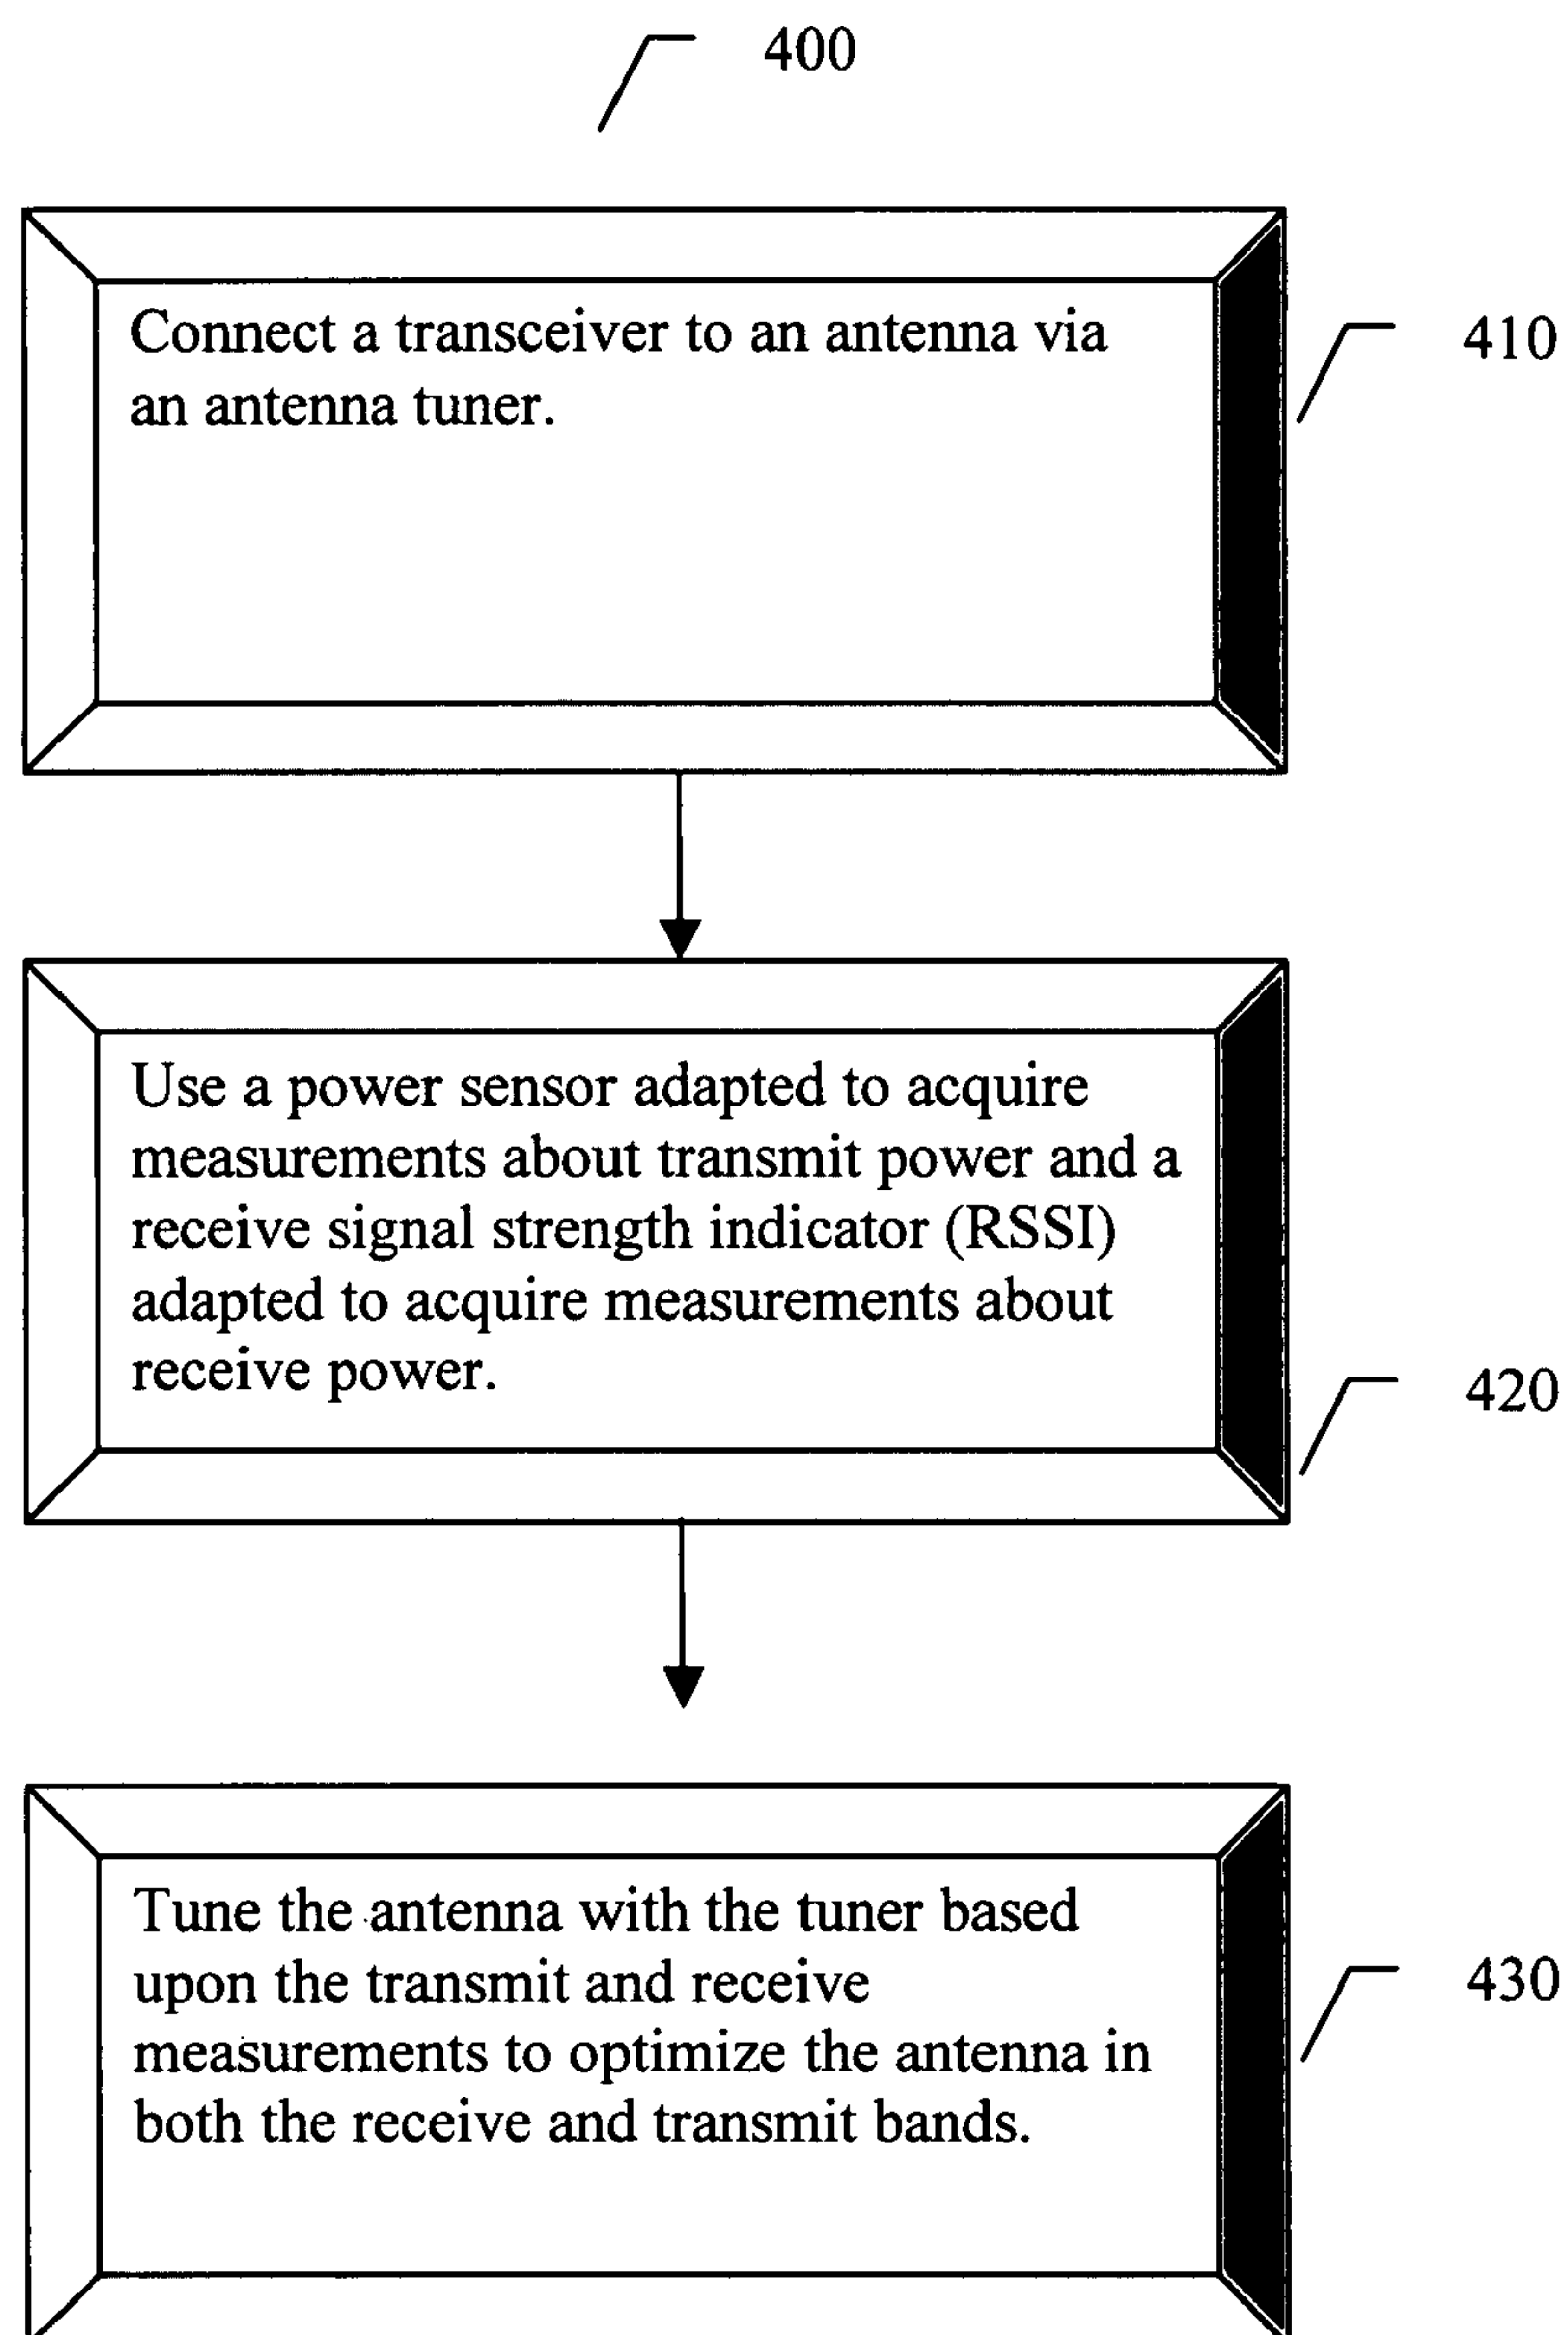 400
Connect a transceiver to an antenna via
an antenna tuner.
410
Use a power sensor adapted to acquire
measurements about transmit power and a
receive signal strength indicator (RSSI)
adapted to acquire measurements about
receive power.
420
Tune the antenna with the tuner based
upon the transmit and receive
measurements to optimize the antenna in
both the receive and transmit bands.
430